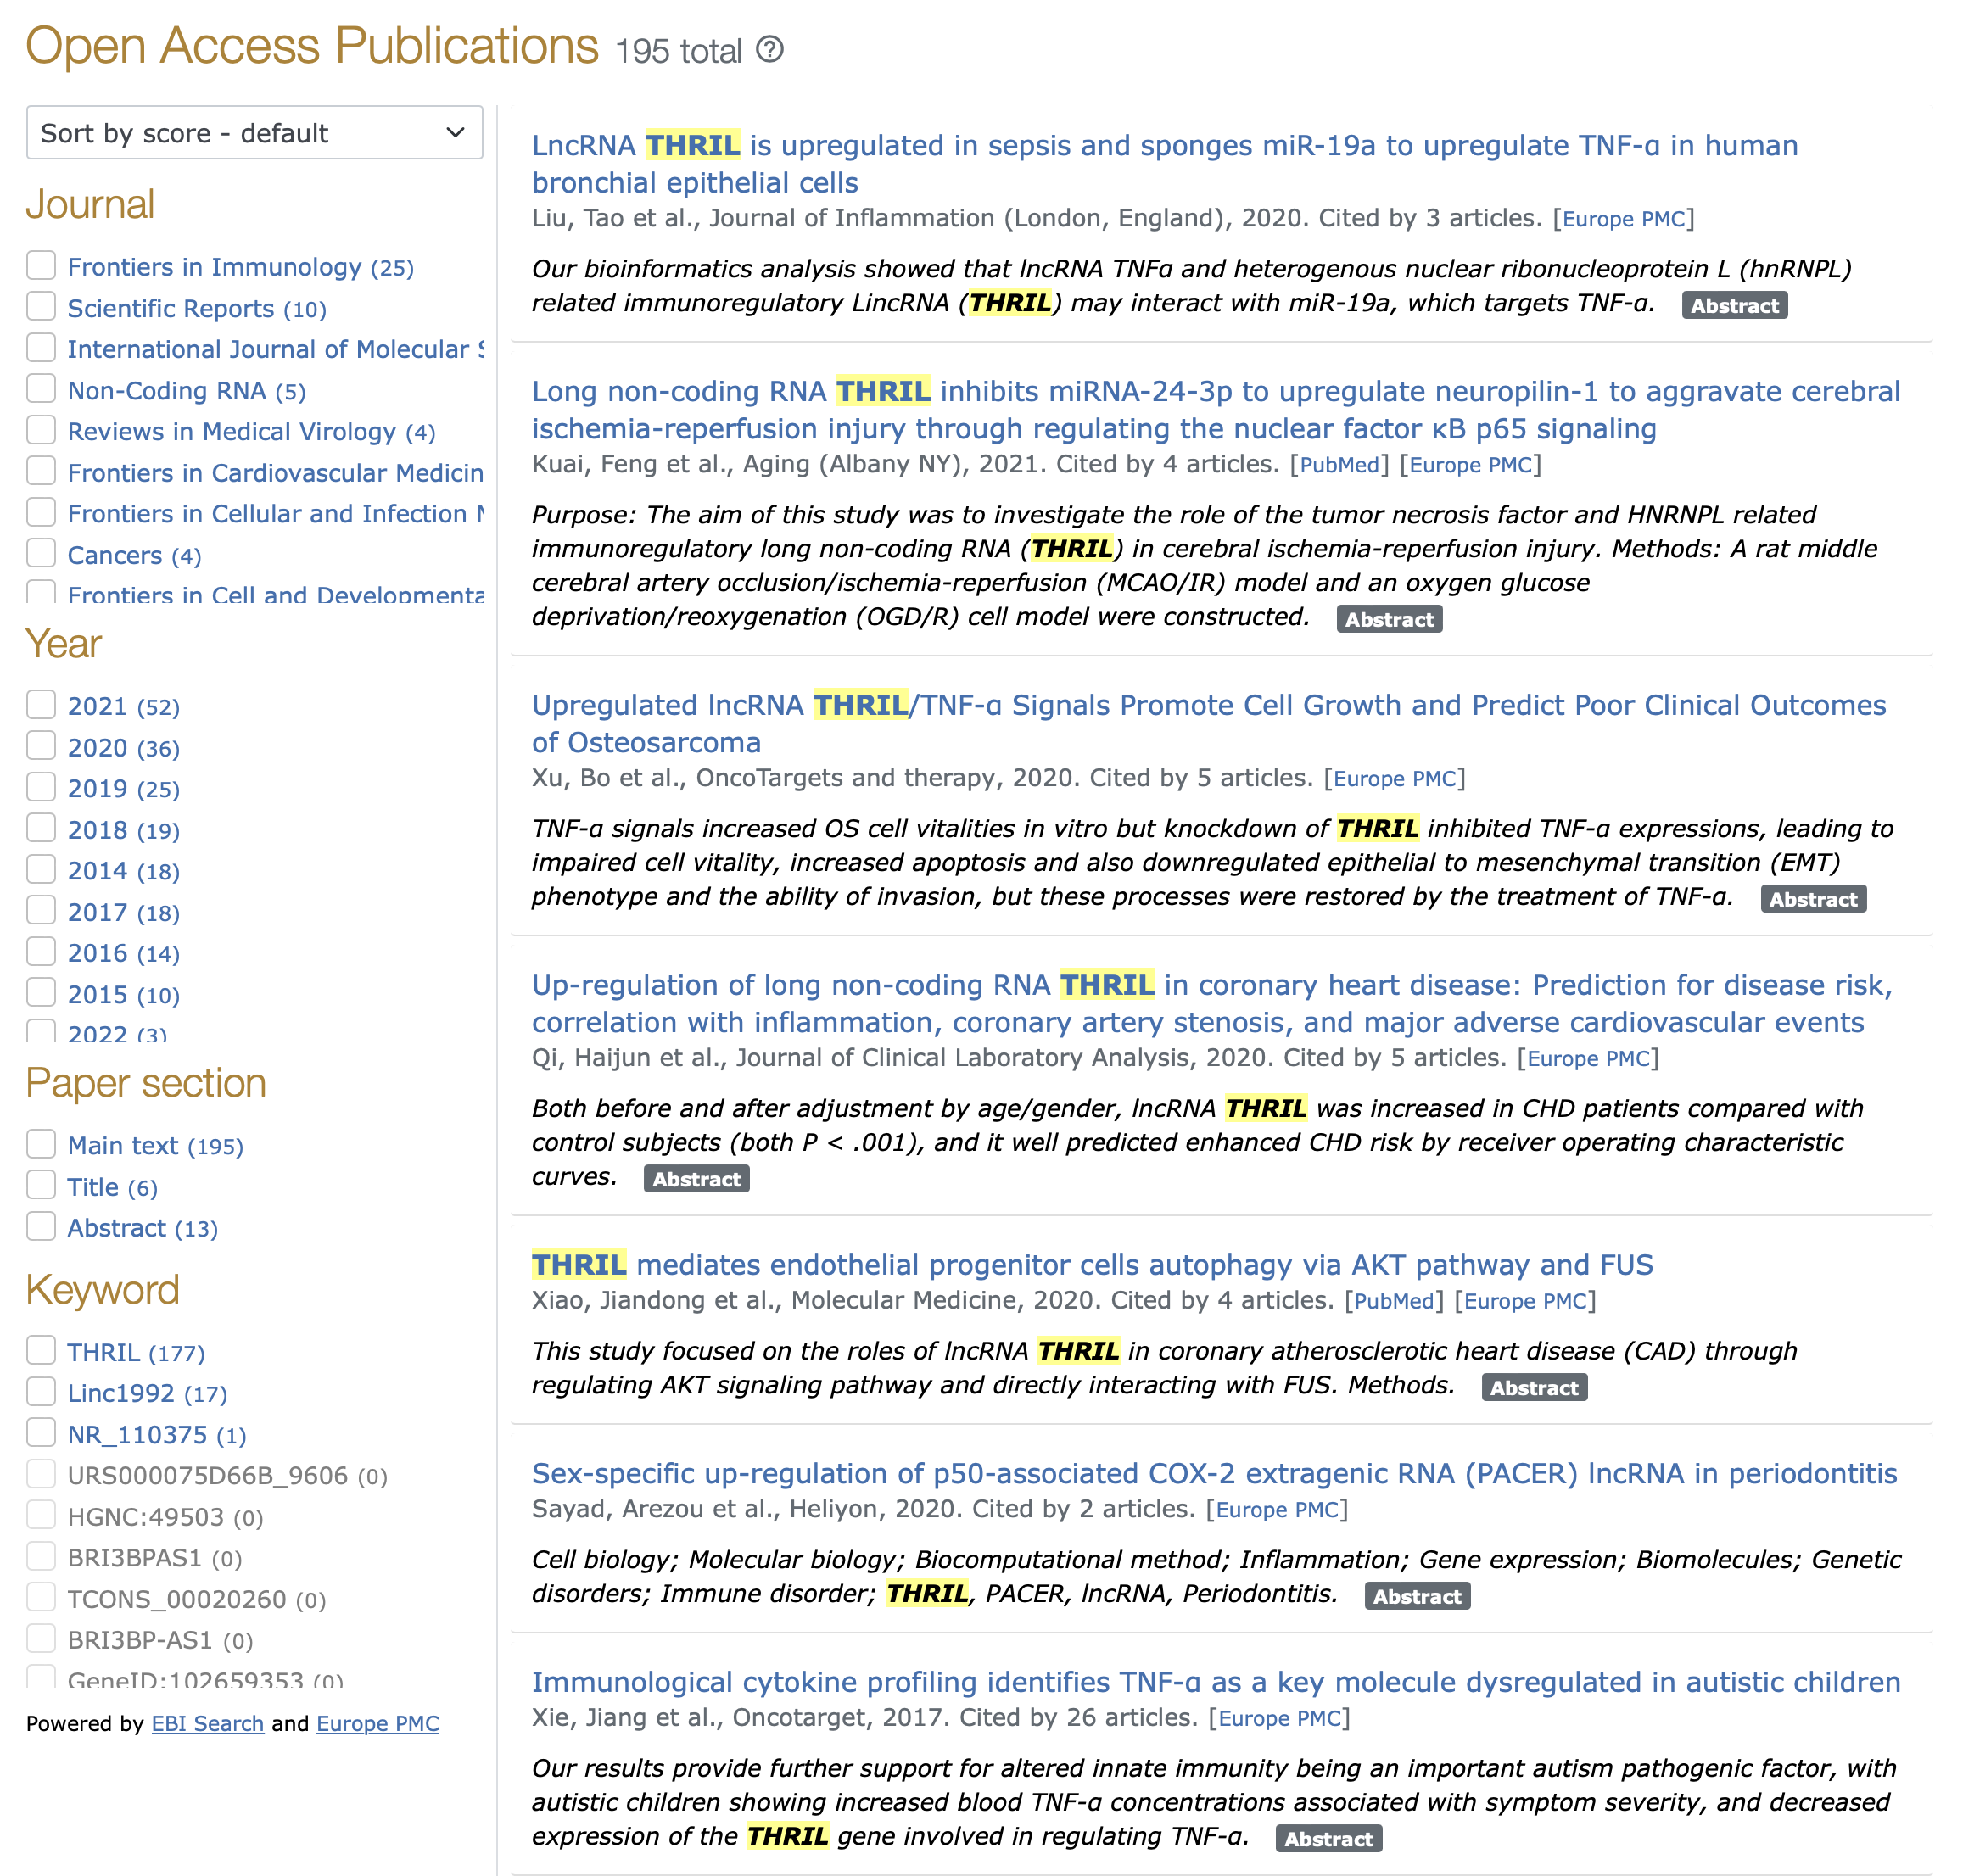 Open Access Publications 195 total ?
Sort by score - default
Journal
Frontiers in Immunology (25)
Scientific Reports (10)
International Journal of Molecular
Non-Coding RNA (5)
Reviews in Medical Virology (4)
Frontiers in Cardiovascular Medicin
Frontiers in Cellular and Infection
Cancers (4)
Frontiers in Cell and Developmenta
Year
2021 (52)
2020 (36)
2019 (25)
2018 (19)
2014 (18)
2017 (18)
2016 (14)
2015 (10)
2022 (3)
Paper section
Main text (195)
Title (6)
Abstract (13)
Keyword
THRIL (177)
Linc1992 (17)
NR_110375 (1)
URS000075D66B_9606 (0)
HGNC:49503 (0)
BRI3BPAS1 (0)
TCONS_00020260 (0)
BRI3BP-AS1 (0)
GeneID:102659353 (0)
Powered by EBI Search and Europe PMC
LncRNA THRIL is upregulated in sepsis and sponges miR-19a to upregulate TNF-α in human
bronchial epithelial cells
Liu, Tao et al., Journal of Inflammation (London, England), 2020. Cited by 3 articles. [Europe PMC]
Our bioinformatics analysis showed that lncRNA TNFα and heterogenous nuclear ribonucleoprotein L (hnRNPL)
related immunoregulatory LincRNA (THRIL) may interact with miR-19a, which targets TNF-α. Abstract
Long non-coding RNA THRIL inhibits miRNA-24-3p to upregulate neuropilin-1 to aggravate cerebral
ischemia-reperfusion injury through regulating the nuclear factor κB p65 signaling
Kuai, Feng et al., Aging (Albany NY), 2021. Cited by 4 articles. [PubMed] [Europe PMC]
Purpose: The aim of this study was to investigate the role of the tumor necrosis factor and HNRNPL related
immunoregulatory long non-coding RNA (THRIL) in cerebral ischemia-reperfusion injury. Methods: A rat middle
cerebral artery occlusion/ischemia-reperfusion (MCAO/IR) model and an oxygen glucose
deprivation/reoxygenation (OGD/R) cell model were constructed. Abstract
Upregulated lncRNA THRIL/TNF-α Signals Promote Cell Growth and Predict Poor Clinical Outcomes
of Osteosarcoma
Xu, Bo et al., OncoTargets and therapy, 2020. Cited by 5 articles. [Europe PMC]
TNF-α signals increased OS cell vitalities in vitro but knockdown of THRIL inhibited TNF-α expressions, leading to
impaired cell vitality, increased apoptosis and also downregulated epithelial to mesenchymal transition (EMT)
phenotype and the ability of invasion, but these processes were restored by the treatment of TNF-α. Abstract
Up-regulation of long non-coding RNA THRIL in coronary heart disease: Prediction for disease risk,
correlation with inflammation, coronary artery stenosis, and major adverse cardiovascular events
Qi, Haijun et al., Journal of Clinical Laboratory Analysis, 2020. Cited by 5 articles. [Europe PMC]
Both before and after adjustment by age/gender, lncRNA THRIL was increased in CHD patients compared with
control subjects (both P < .001), and it well predicted enhanced CHD risk by receiver operating characteristic
curves. Abstract
THRIL mediates endothelial progenitor cells autophagy via AKT pathway and FUS
Xiao, Jiandong et al., Molecular Medicine, 2020. Cited by 4 articles. [PubMed] [Europe PMC]
This study focused on the roles of lncRNA THRIL in coronary atherosclerotic heart disease (CAD) through
regulating AKT signaling pathway and directly interacting with FUS. Methods. Abstract
Sex-specific up-regulation of p50-associated COX-2 extragenic RNA (PACER) lncRNA in periodontitis
Sayad, Arezou et al., Heliyon, 2020. Cited by 2 articles. [Europe PMC]
Cell biology; Molecular biology; Biocomputational method; Inflammation; Gene expression; Biomolecules; Genetic
disorders; Immune disorder; THRIL, PACER, lncRNA, Periodontitis. Abstract
Immunological cytokine profiling identifies TNF-α as a key molecule dysregulated in autistic children
Xie, Jiang et al., Oncotarget, 2017. Cited by 26 articles. [Europe PMC]
Our results provide further support for altered innate immunity being an important autism pathogenic factor, with
autistic children showing increased blood TNF-α concentrations associated with symptom severity, and decreased
expression of the THRIL gene involved in regulating TNF-α. Abstract